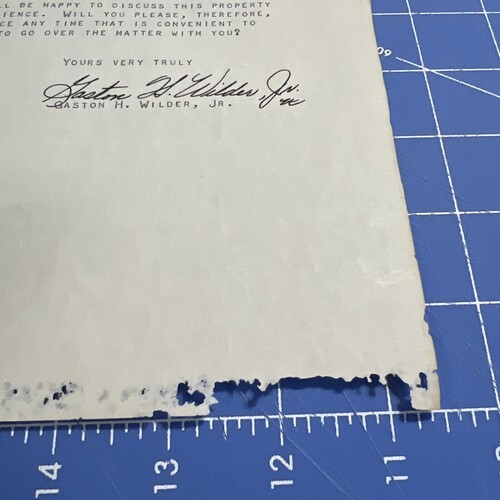 LL BE HAPPY TO DISCUSS THIS PROPERTY
IENCE. WILL YOU PLEASE, THEREFORE,
CE ANY TIME THAT IS CONVENIENT TO
TO GO OVER THE MATTER WITH YOU?
YOURS VERY TRULY
Gaston H. Wilder, Jr.
GASTON H. WILDER, JR.
60
14 13 12 11